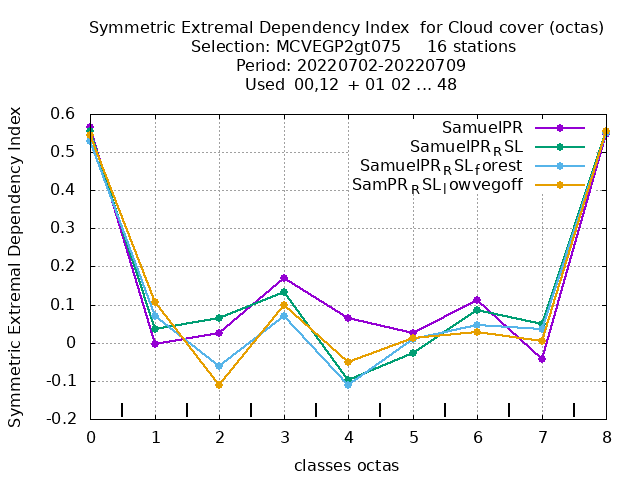 Symmetric Extremal Dependency Index  for Cloud cover (octas)
Selection: MCVEGP2gt075     16 stations
Period: 20220702-20220709
Used  00,12  + 01 02 ... 48
Symmetric Extremal Dependency Index
0.6
0.5
0.4
0.3
0.2
0.1
0
-0.1
-0.2
SamuelPR
SamuelPR_RSL
SamuelPR_RSL_forest
SamPR_RSL_lowvegoff
0 1 2 3 4 5 6 7 8
classes octas